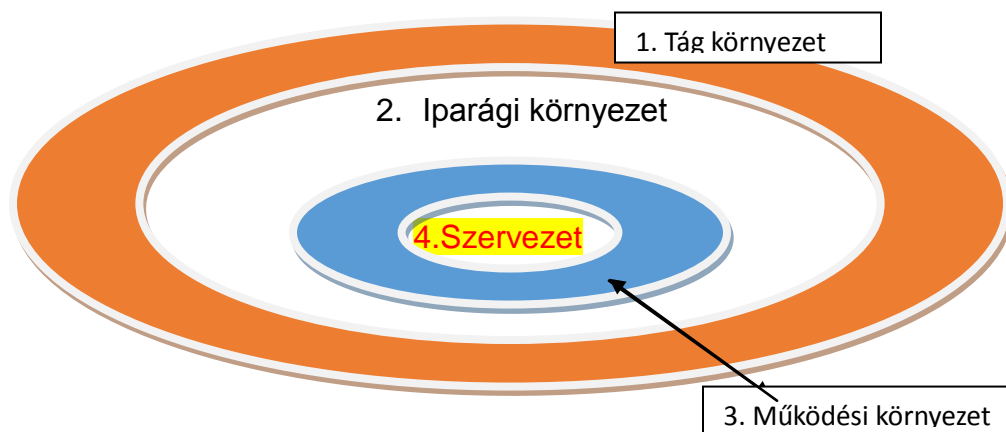 1. Tág környezet
2. Iparági környezet
4.Szervezet
3. Működési környezet